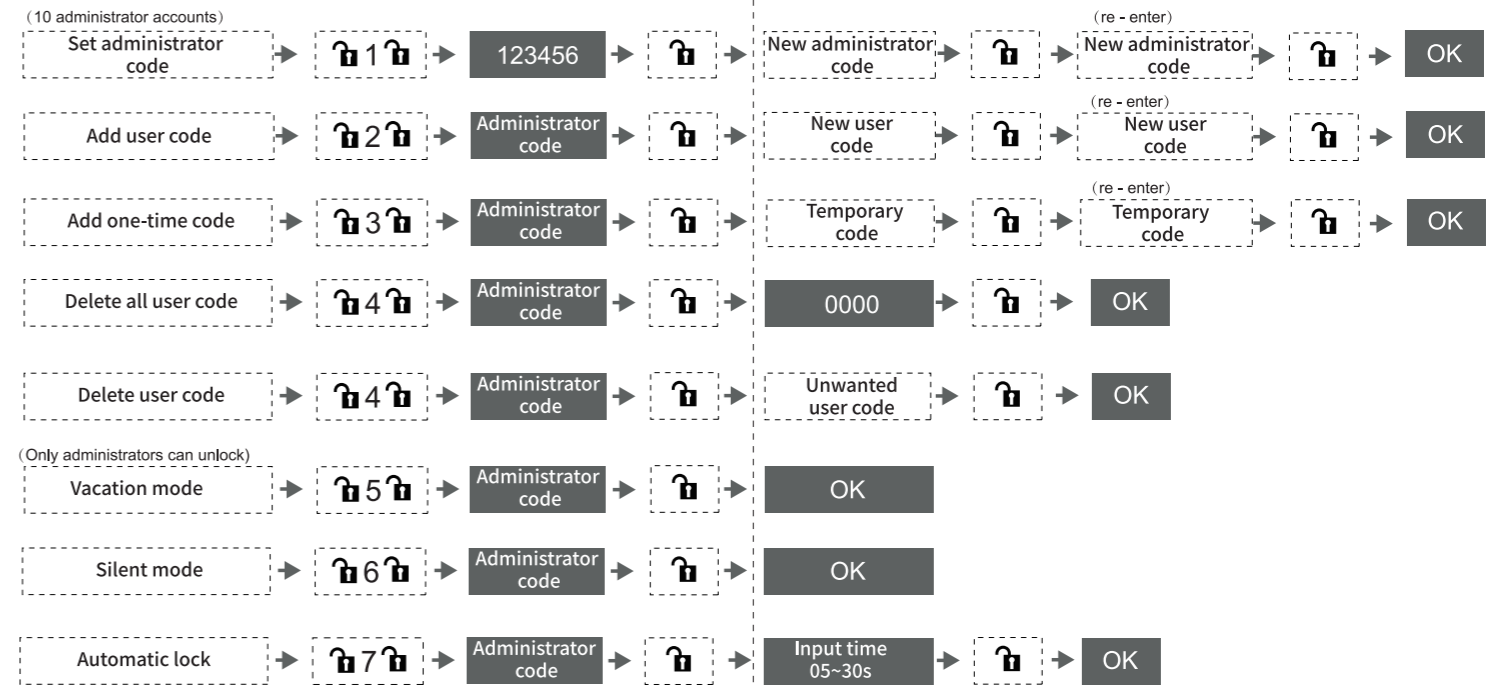 (10 administrator accounts)
(re - enter)
Set administrator
code
1
123456
New administrator
code
New administrator
code
OK
(re - enter)
Add user code
2
Administrator
code
New user
code
New user
code
OK
(re - enter)
Add one-time code
3
Administrator
code
Temporary
code
Temporary
code
OK
Delete all user code
4
Administrator
code
0000
OK
Delete user code
4
Administrator
code
Unwanted
user code
OK
(Only administrators can unlock)
Vacation mode
5
Administrator
code
OK
Silent mode
6
Administrator
code
OK
Automatic lock
7
Administrator
code
Input time
05~30s
OK